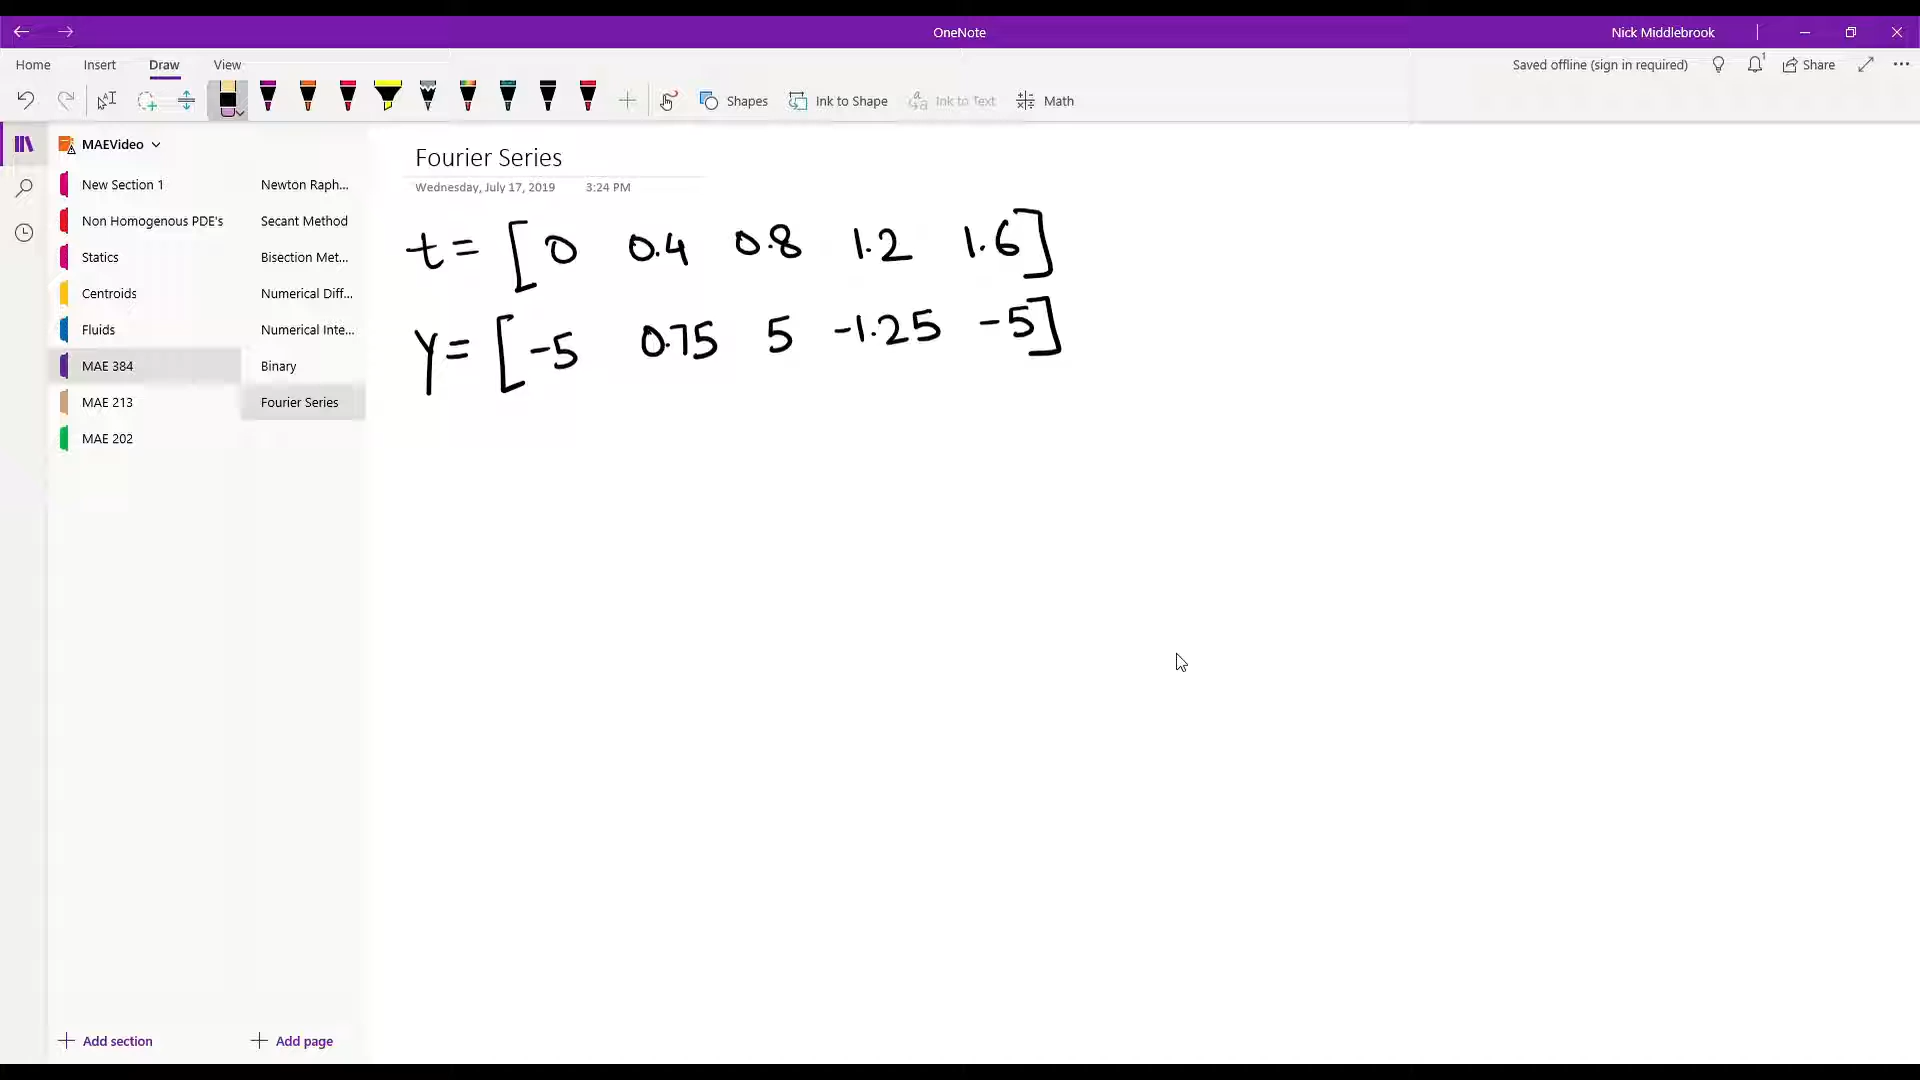 OneNote
Nick Middlebrook
Home Insert Draw View
Saved offline (sign in required)
1
Share
Shapes
Ink to Shape
Ink to Text
Math
MAEVideo
New Section 1
Non Homogenous PDE's
Statics
Centroids
Fluids
MAE 384
MAE 213
MAE 202
Newton Raph...
Secant Method
Bisection Met...
Numerical Diff...
Numerical Inte...
Binary
Fourier Series
Fourier Series
Wednesday, July 17, 2019 3:24 PM
t = [ 0 0.4 0.8 1.2 1.6 ]
y = [ -5 0.75 5 -1.25 -5 ]
Add section
Add page